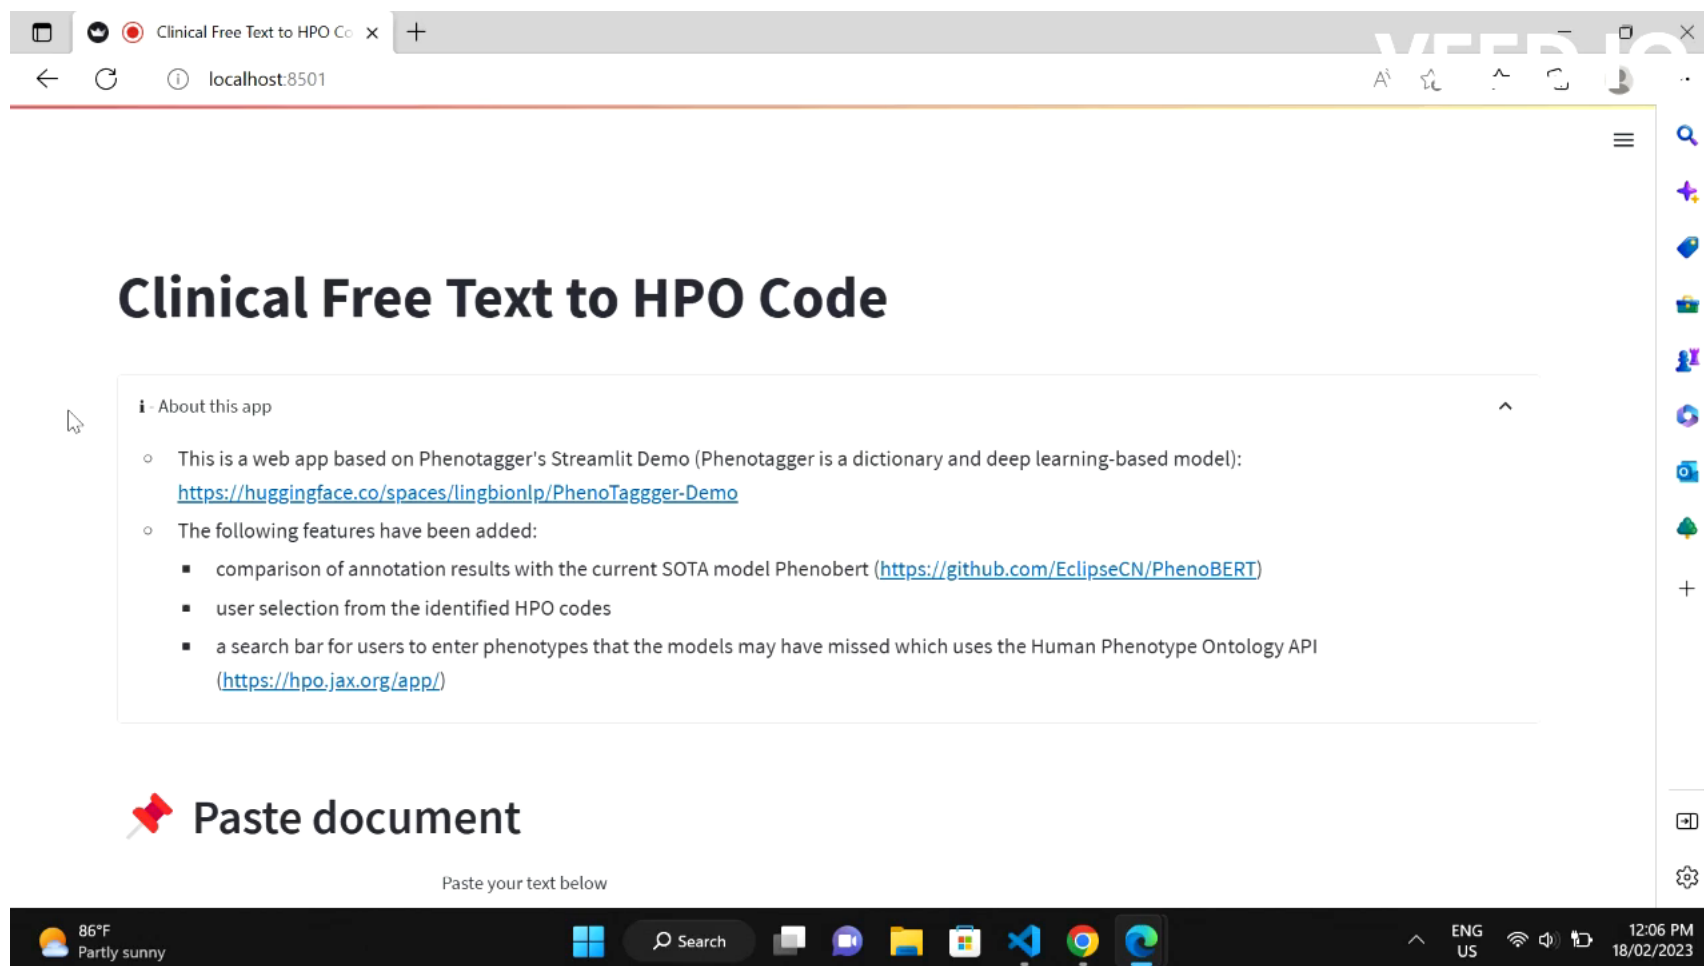 Clinical Free Text to HPO Co
VEED.IO
localhost:8501
Clinical Free Text to HPO Code
i - About this app
This is a web app based on Phenotagger's Streamlit Demo (Phenotagger is a dictionary and deep learning-based model):
https://huggingface.co/spaces/lingbionlp/PhenoTaggger-Demo
The following features have been added:
comparison of annotation results with the current SOTA model Phenobert (https://github.com/EclipseCN/PhenoBERT)
user selection from the identified HPO codes
a search bar for users to enter phenotypes that the models may have missed which uses the Human Phenotype Ontology API
(https://hpo.jax.org/app/)
Paste document
Paste your text below
86°F
Partly sunny
Search
ENG
US
12:06 PM
18/02/2023